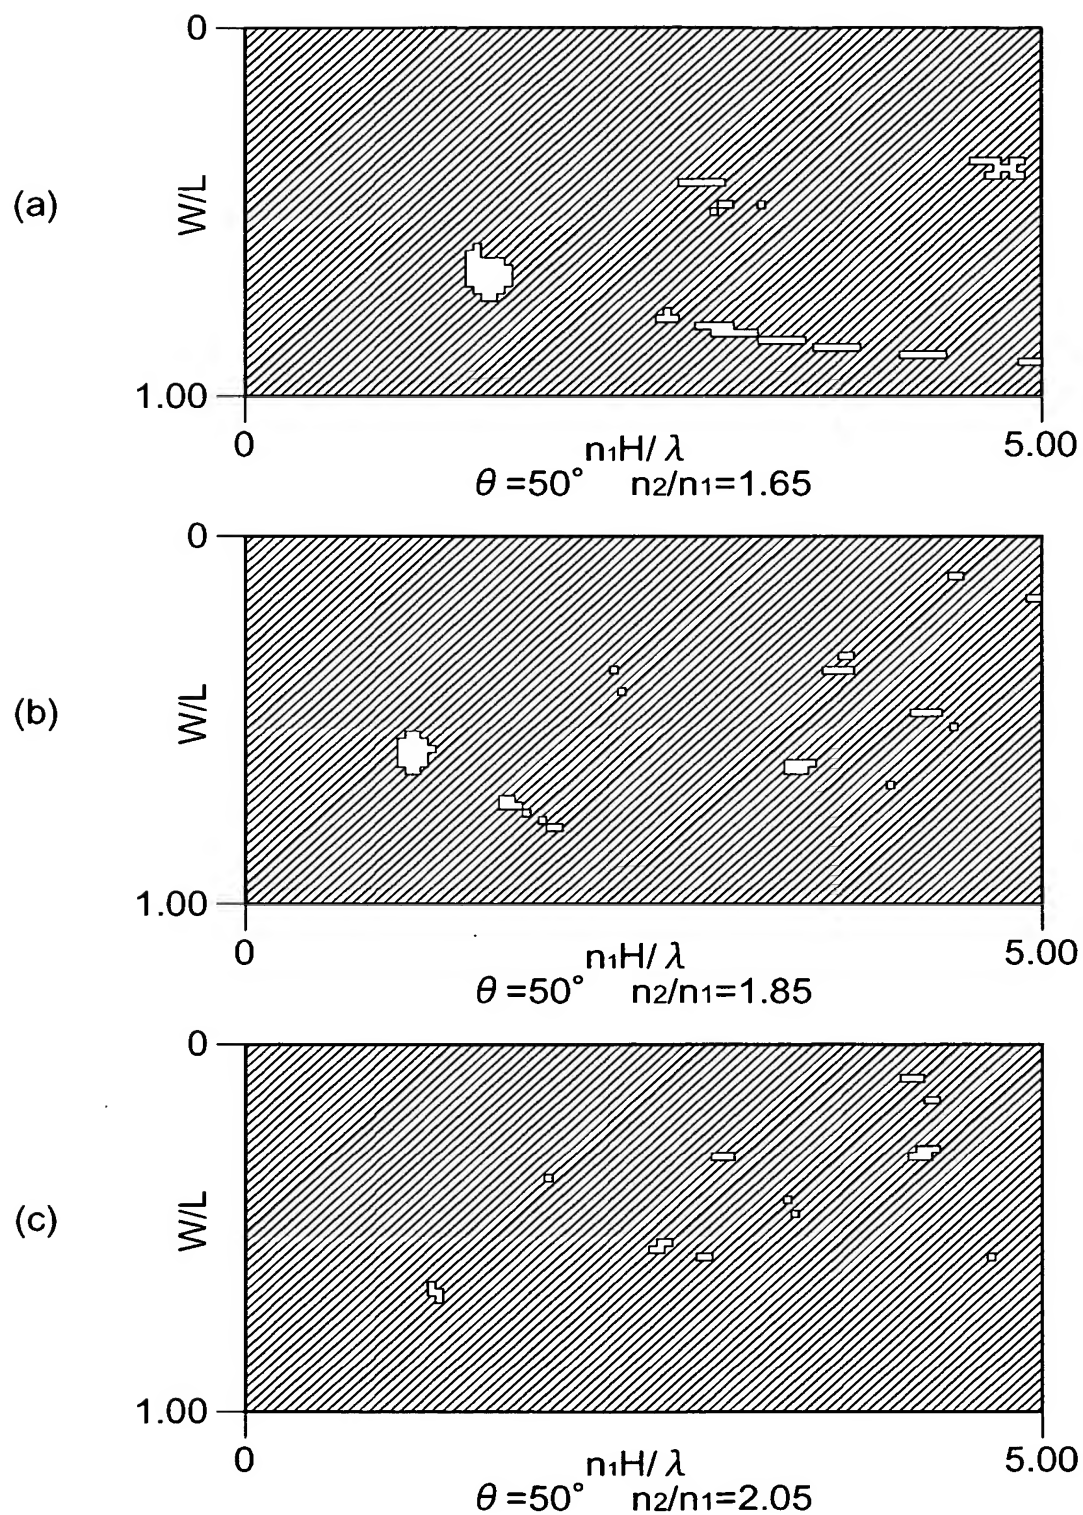 0
(a)
W/L
1.00
0 n₁H/ λ 5.00
θ =50° n₂/n₁=1.65
0
(b)
W/L
1.00
0 n₁H/ λ 5.00
θ =50° n₂/n₁=1.85
0
(c)
W/L
1.00
0 n₁H/ λ 5.00
θ =50° n₂/n₁=2.05